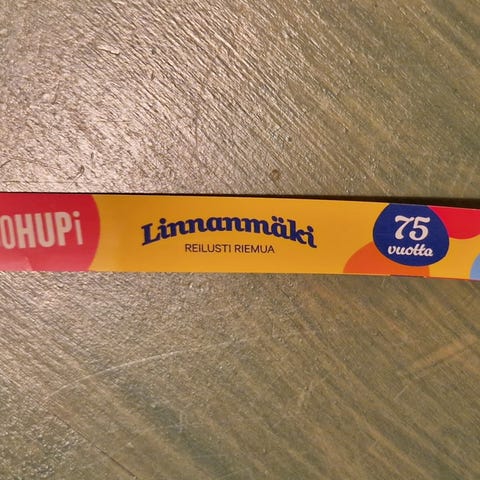 OHUPi
Linnanmäki
REILUSTI RIEMUA
75
vuotta